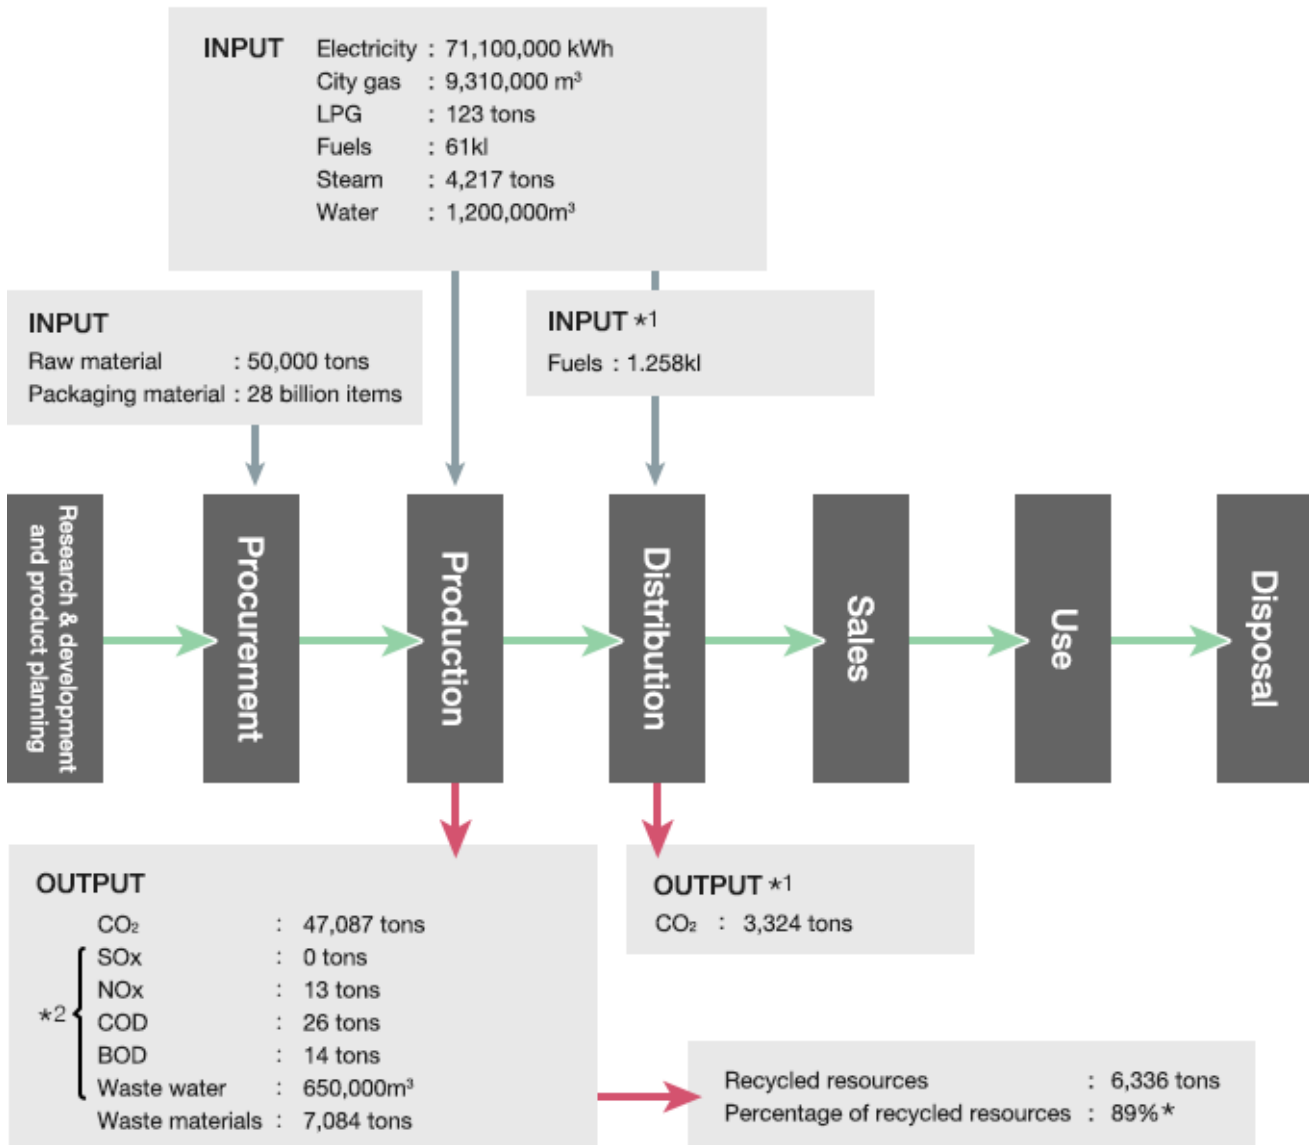 INPUT
Electricity : 71,100,000 kWh
City gas : 9,310,000 m³
LPG : 123 tons
Fuels : 61kl
Steam : 4,217 tons
Water : 1,200,000m³
INPUT
Raw material : 50,000 tons
Packaging material : 28 billion items
INPUT *1
Fuels : 1.258kl
Research & development
and product planning
Procurement
Production
Distribution
Sales
Use
Disposal
OUTPUT
CO₂ : 47,087 tons
SOx : 0 tons
NOx : 13 tons
*2
COD : 26 tons
BOD : 14 tons
Waste water : 650,000m³
Waste materials : 7,084 tons
OUTPUT *1
CO₂ : 3,324 tons
Recycled resources : 6,336 tons
Percentage of recycled resources : 89%*